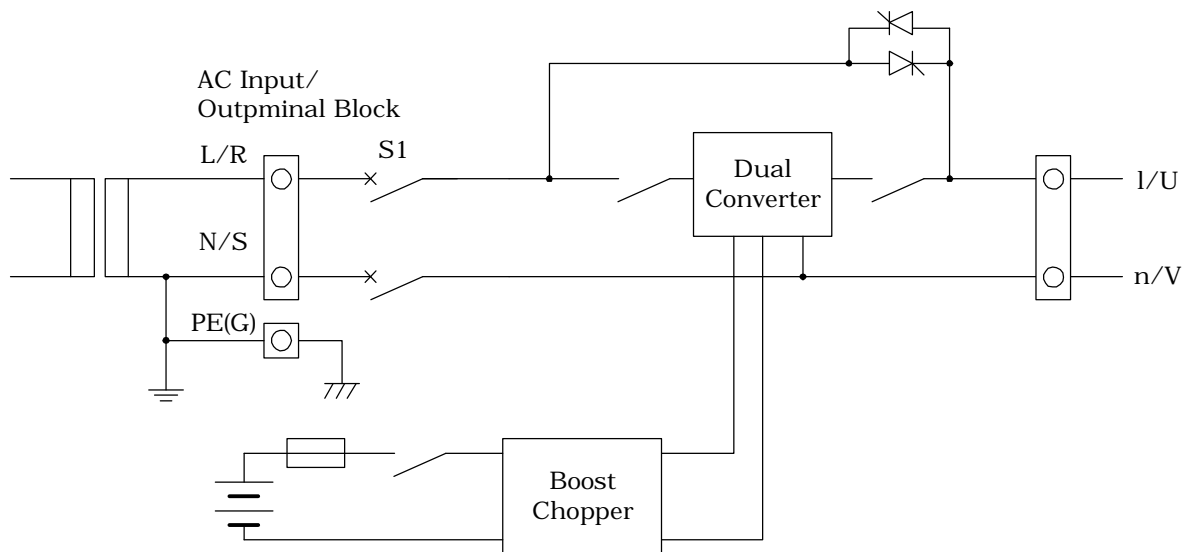 AC Input/
Outpminal Block
L/R
S1
Dual
Converter
l/U
N/S
n/V
PE(G)
Boost
Chopper